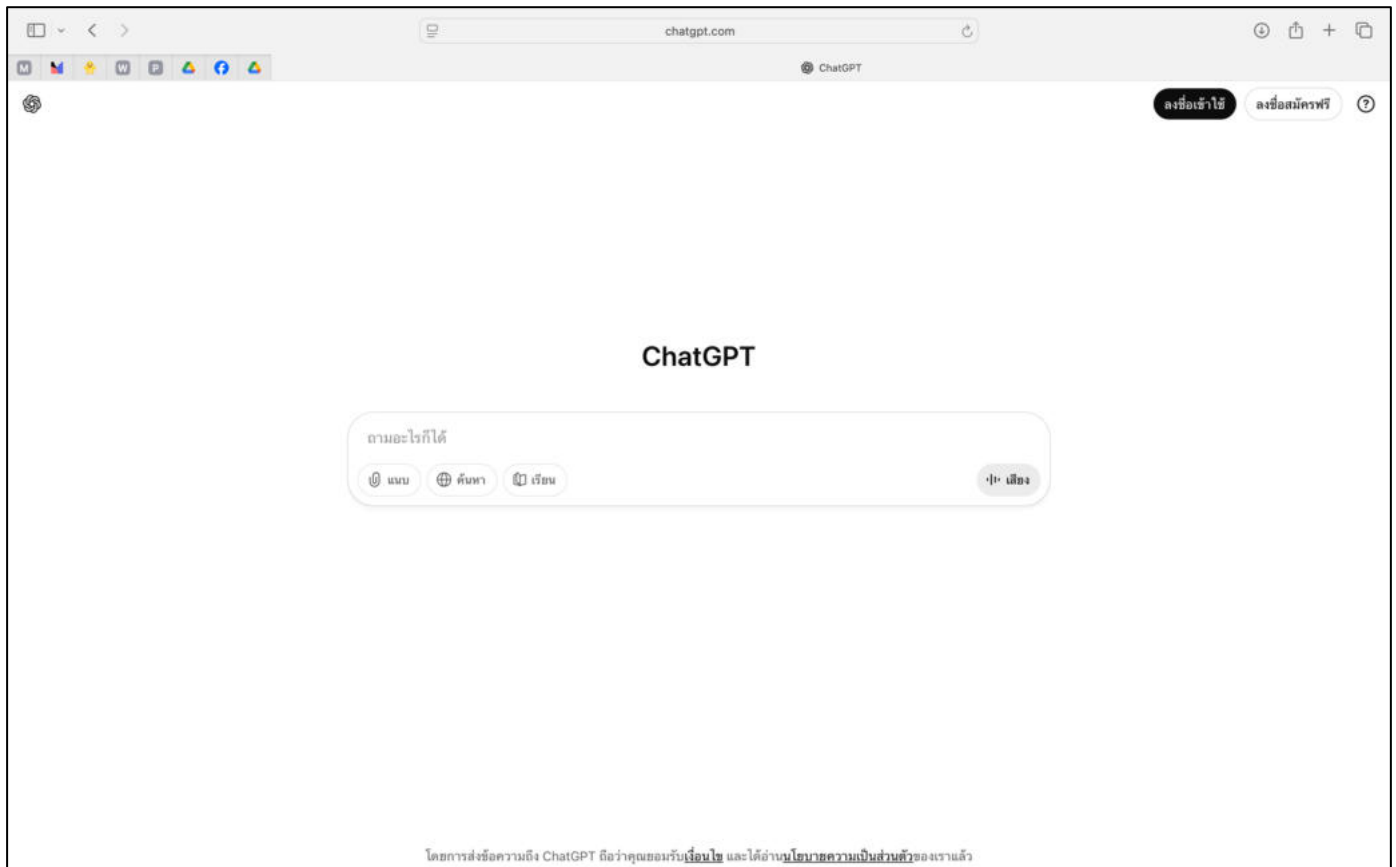 chatgpt.com
M W P ChatGPT
ลงชื่อเข้าใช้ ลงชื่อสมัครฟรี ?
ChatGPT
ถามอะไรก็ได้
แนบ ค้นหา เรียน เสียง
โดยการส่งข้อความถึง ChatGPT ถือว่าคุณยอมรับเงื่อนไข และได้อ่านนโยบายความเป็นส่วนตัวของเราแล้ว